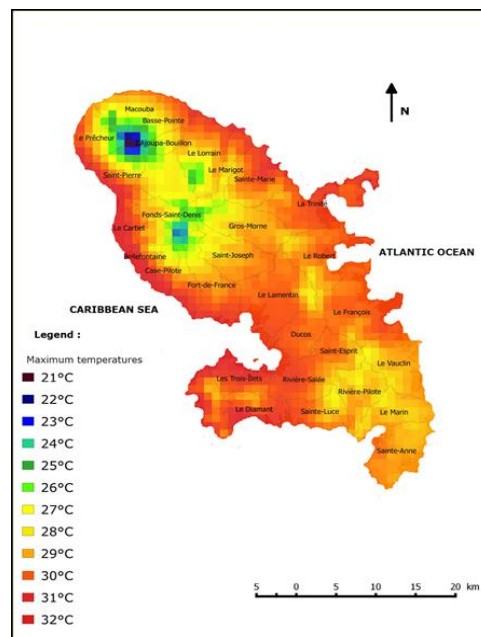 Macouba
Basse-Pointe
e Prêcheur
L'Ajoupa-Bouillon
Le Lorrain
Le Marigot
Saint-Pierre
Sainte-Marie
La Trinité
Fonds-Saint-Denis
Le Carbet
Gros-Morne
Bellefontaine
Saint-Joseph
Le Robert
ATLANTIC OCEAN
Case-Pilote
Fort-de-France
Le Lamentin
CARIBBEAN SEA
Le François
Ducos
Saint-Esprit
Le Vauclin
Les Trois-Îlets
Rivière-Salée
Rivière-Pilote
Le Diamant
Sainte-Luce
Le Marin
Sainte-Anne
N
Legend :
Maximum temperatures
21°C
22°C
23°C
24°C
25°C
26°C
27°C
28°C
29°C
30°C
31°C
32°C
5 0 5 10 15 20 km